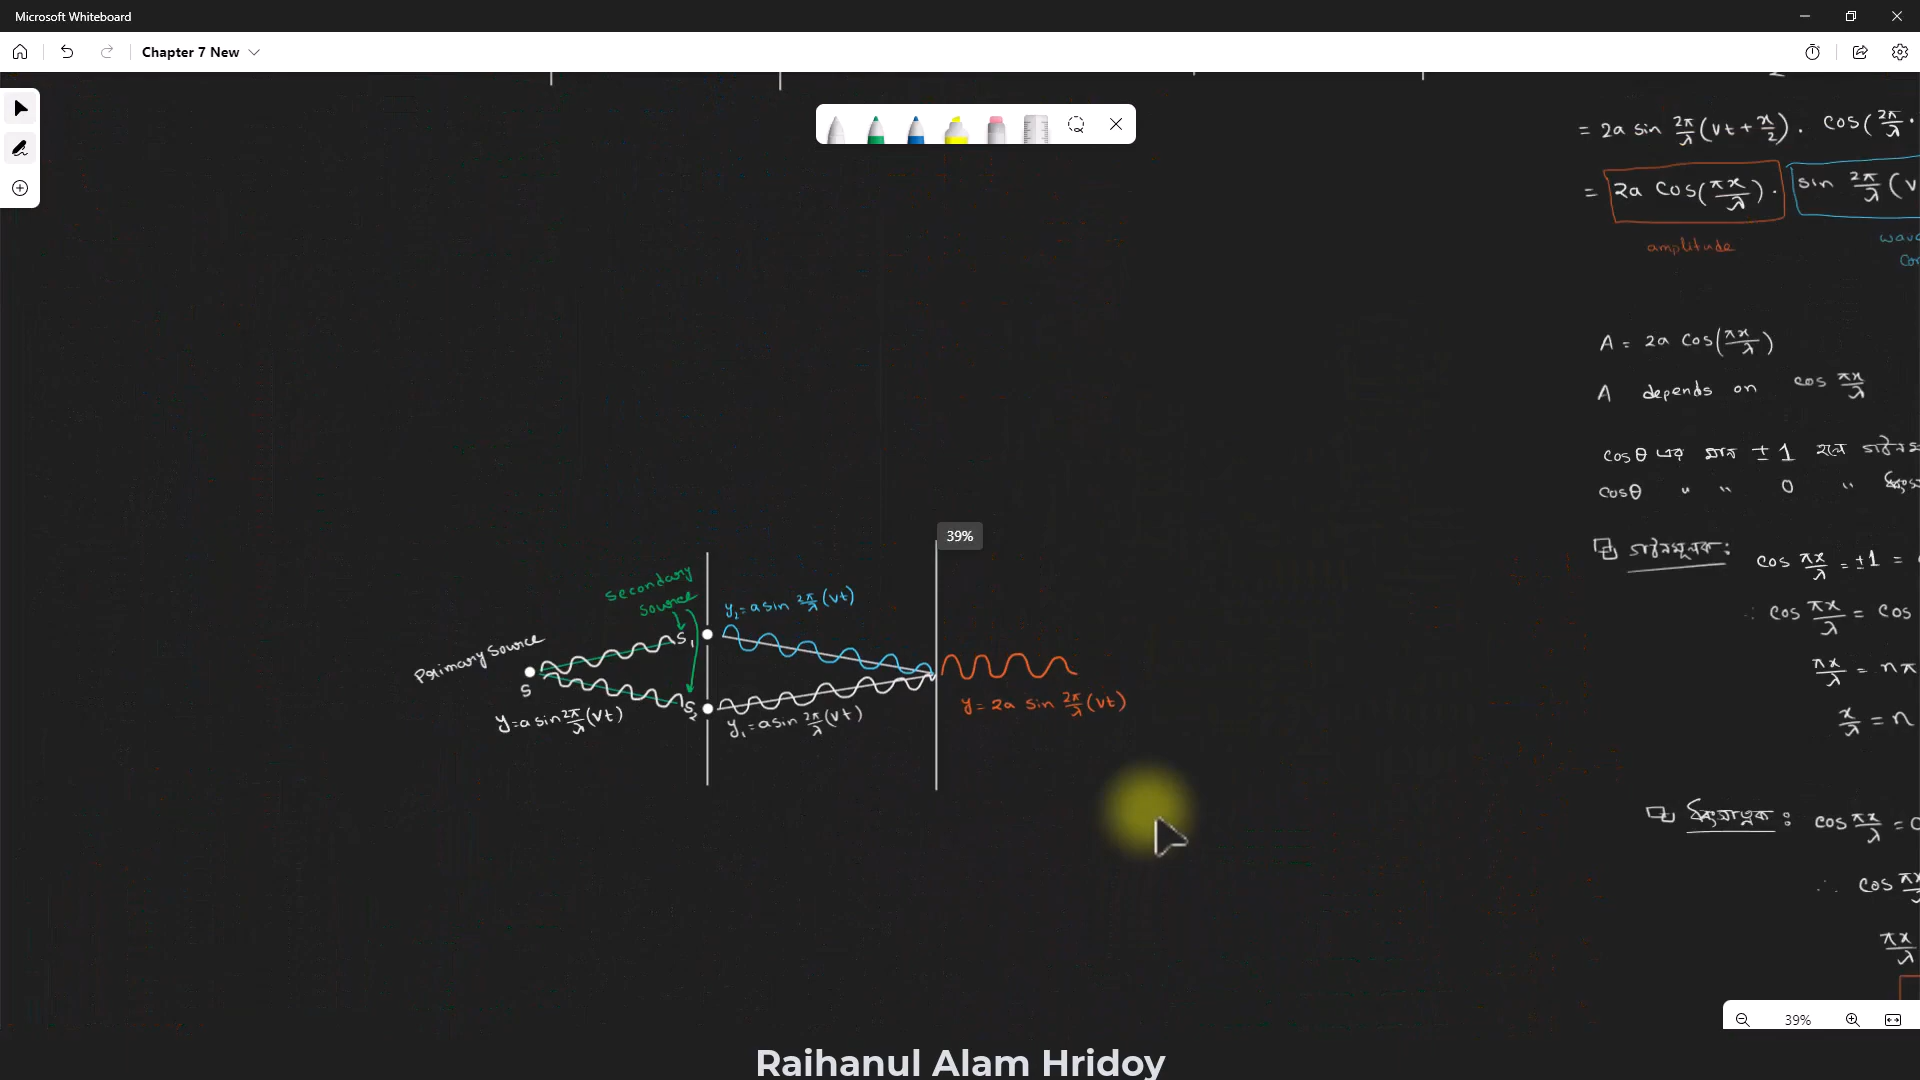 Microsoft Whiteboard
Chapter 7 New
= 2a sin 2π/λ (vt + x/2) . cos(2π/λ .
= 2a cos(πx/λ) . sin 2π/λ (v
amplitude
A = 2a cos(πx/λ)
A depends on cos πx/λ
cosθ এর মান ± 1 হলে
cosθ " " 0 "
39%
গঠনমূলক : cos πx/λ = ±1 =
∴ cos πx/λ = cos
πx/λ = nπ
x/λ = n
secondary
source
y₂ = a sin 2π/λ (vt)
Primary Source
S
S₁
S₂
y = a sin 2π/λ (vt)
y₁ = a sin 2π/λ (vt)
y = 2a sin 2π/λ (vt)
ধ্বংসাত্মক : cos πx/λ = 0
∴ cos πx/λ
πx/λ
39%
Raihanul Alam Hridoy